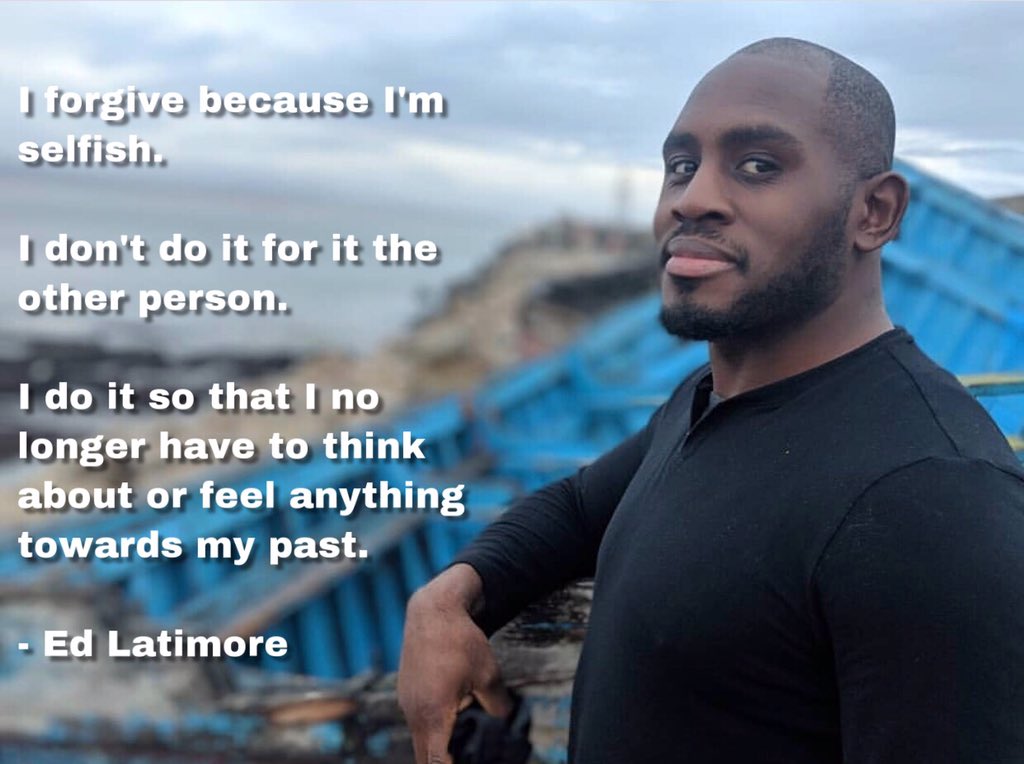 I forgive because I'm
selfish.
I don't do it for it the
other person.
I do it so that I no
longer have to think
about or feel anything
towards my past.
- Ed Latimore